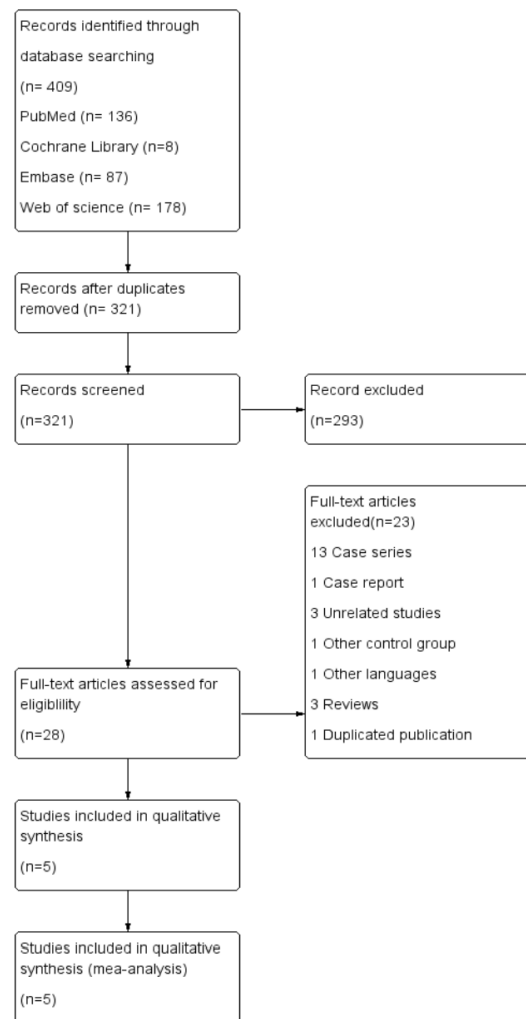 Records identified through
database searching
(n= 409)
PubMed (n= 136)
Cochrane Library (n=8)
Embase (n= 87)
Web of science (n= 178)
Records after duplicates
removed (n= 321)
Records screened
(n=321)
Record excluded
(n=293)
Full-text articles
excluded(n=23)
13 Case series
1 Case report
3 Unrelated studies
1 Other control group
1 Other languages
3 Reviews
1 Duplicated publication
Full-text articles assessed for
eligiblility
(n=28)
Studies included in qualitative
synthesis
(n=5)
Studies included in qualitative
synthesis (mea-analysis)
(n=5)